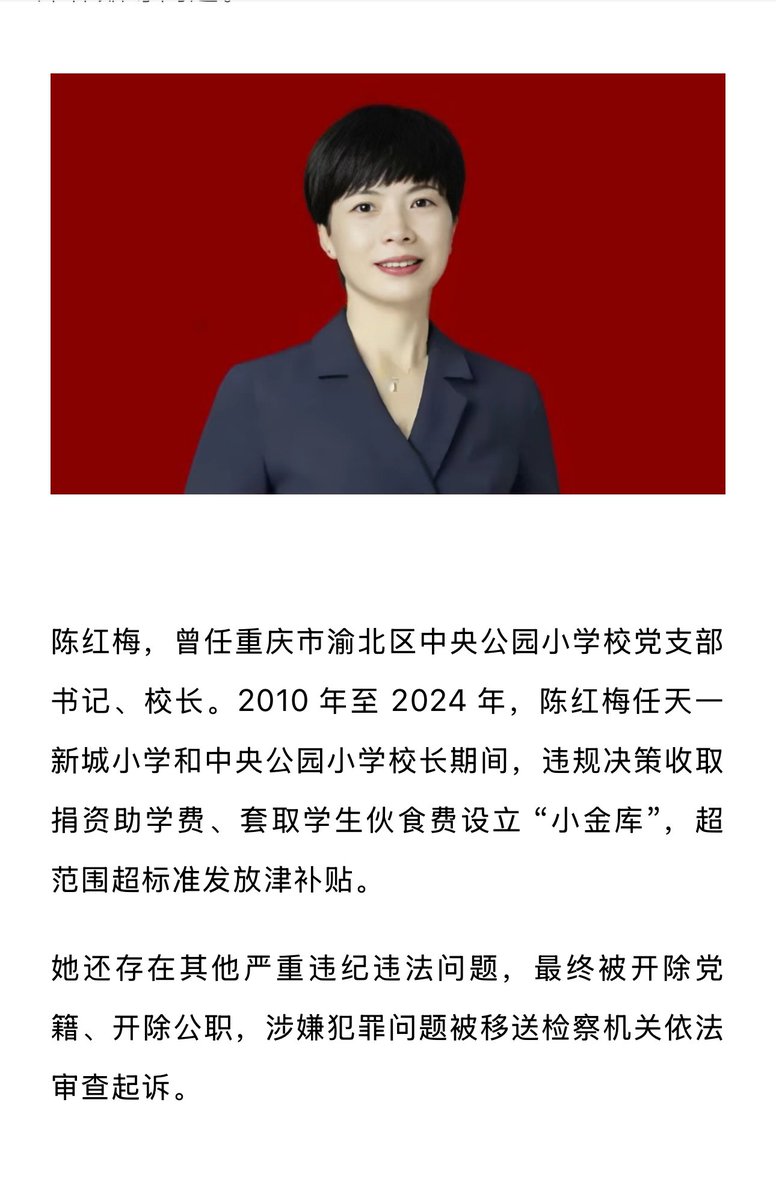 陈红梅，曾任重庆市渝北区中央公园小学校党支部
书记、校长。2010 年至 2024 年，陈红梅任天一
新城小学和中央公园小学校长期间，违规决策收取
捐资助学费、套取学生伙食费设立 “小金库”，超
范围超标准发放津补贴。
她还存在其他严重违纪违法问题，最终被开除党
籍、开除公职，涉嫌犯罪问题被移送检察机关依法
审查起诉。